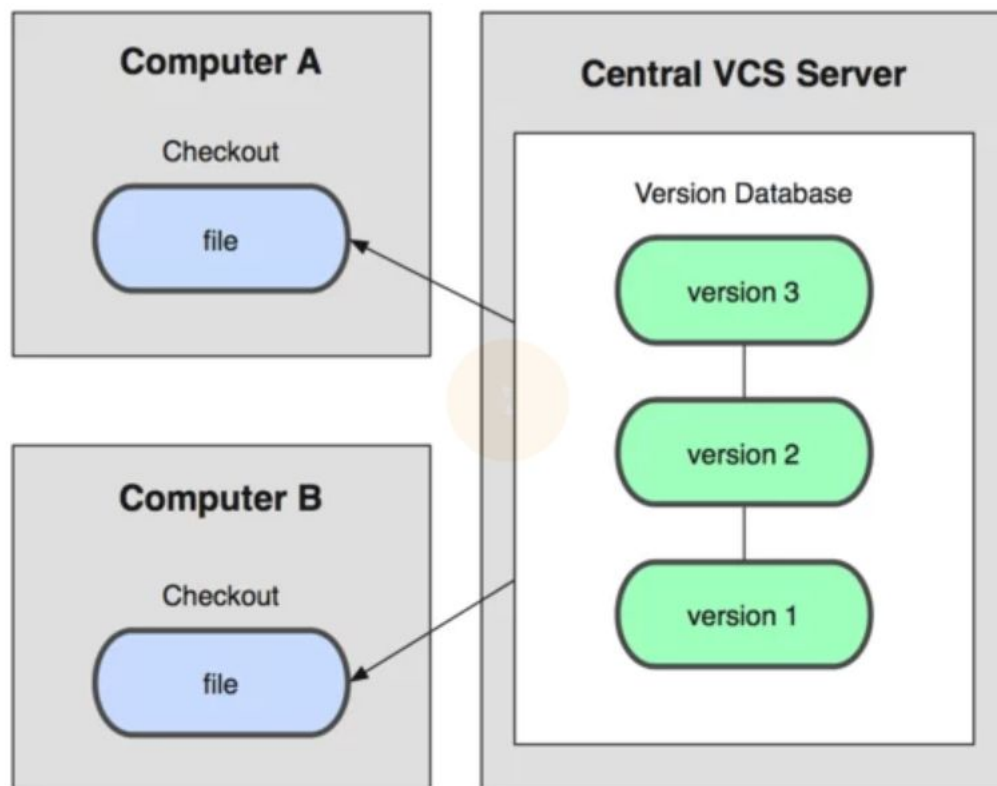 Computer A
Checkout
file
Central VCS Server
Version Database
version 3
version 2
version 1
Computer B
Checkout
file